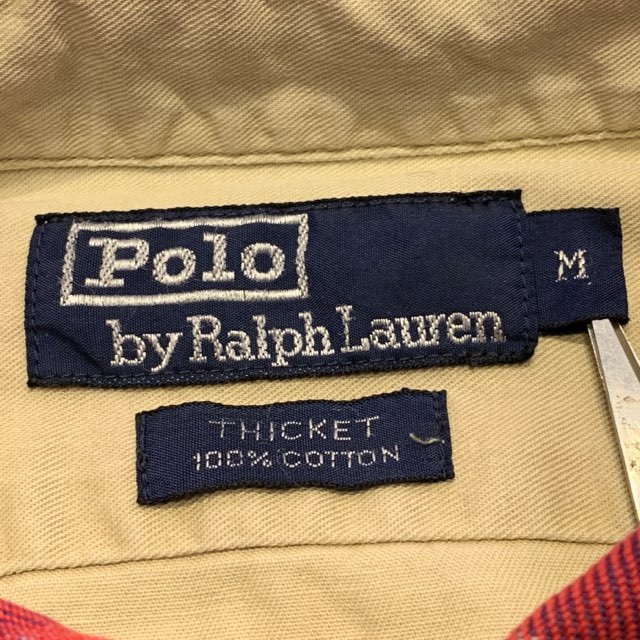 Polo
by Ralph Lauren
M
THICKET
100% COTTON